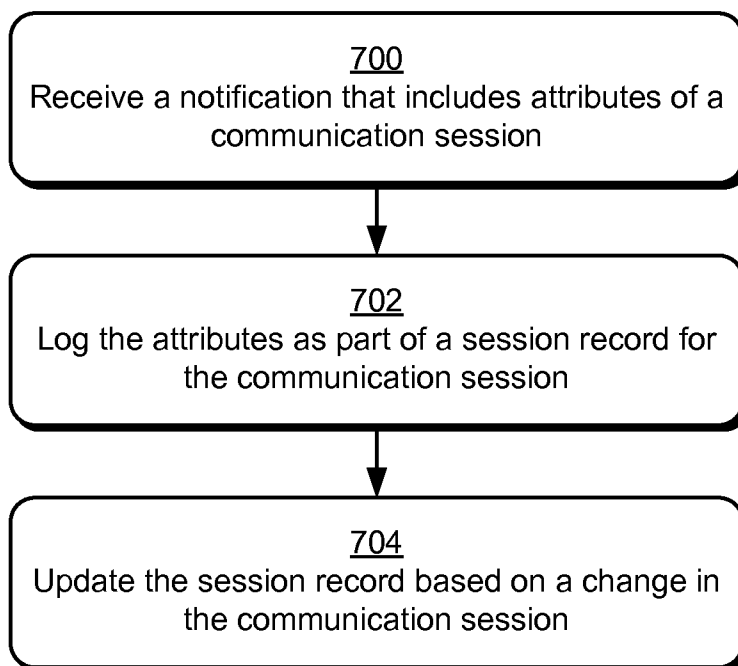 700
Receive a notification that includes attributes of a
communication session
702
Log the attributes as part of a session record for
the communication session
704
Update the session record based on a change in
the communication session